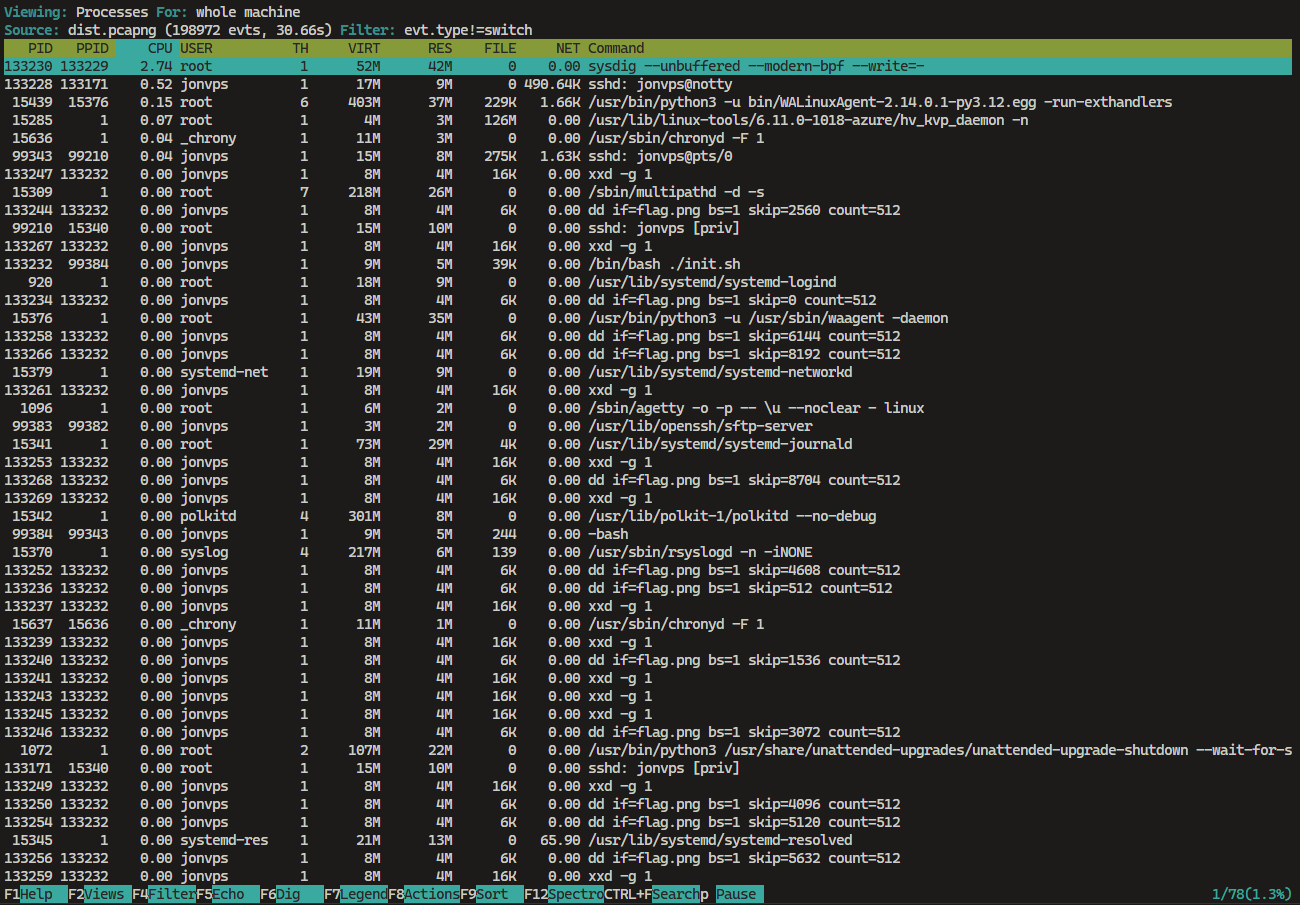 Viewing: Processes For: whole machine
Source: dist.pcapng (198972 evts, 30.66s) Filter: evt.type!=switch
PID PPID CPU USER TH VIRT RES FILE NET Command
133230 133229 2.74 root 1 52M 42M 0 0.00 sysdig --unbuffered --modern-bpf --write=-
133228 133171 0.52 jonvps 1 17M 9M 0 490.64K sshd: jonvps@notty
15439 15376 0.15 root 6 403M 37M 229K 1.66K /usr/bin/python3 -u bin/WALinuxAgent-2.14.0.1-py3.12.egg -run-exthandlers
15285 1 0.07 root 1 4M 3M 126M 0.00 /usr/lib/linux-tools/6.11.0-1018-azure/hv_kvp_daemon -n
15636 1 0.04 _chrony 1 11M 3M 0 0.00 /usr/sbin/chronyd -F 1
99343 99210 0.04 jonvps 1 15M 8M 275K 1.63K sshd: jonvps@pts/0
133247 133232 0.00 jonvps 1 8M 4M 16K 0.00 xxd -g 1
15309 1 0.00 root 7 218M 26M 0 0.00 /sbin/multipathd -d -s
133244 133232 0.00 jonvps 1 8M 4M 6K 0.00 dd if=flag.png bs=1 skip=2560 count=512
99210 15340 0.00 root 1 15M 10M 0 0.00 sshd: jonvps [priv]
133267 133232 0.00 jonvps 1 8M 4M 16K 0.00 xxd -g 1
133232 99384 0.00 jonvps 1 9M 5M 39K 0.00 /bin/bash ./init.sh
920 1 0.00 root 1 18M 9M 0 0.00 /usr/lib/systemd/systemd-logind
133234 133232 0.00 jonvps 1 8M 4M 6K 0.00 dd if=flag.png bs=1 skip=0 count=512
15376 1 0.00 root 1 43M 35M 0 0.00 /usr/bin/python3 -u /usr/sbin/waagent -daemon
133258 133232 0.00 jonvps 1 8M 4M 6K 0.00 dd if=flag.png bs=1 skip=6144 count=512
133266 133232 0.00 jonvps 1 8M 4M 6K 0.00 dd if=flag.png bs=1 skip=8192 count=512
15379 1 0.00 systemd-net 1 19M 9M 0 0.00 /usr/lib/systemd/systemd-networkd
133261 133232 0.00 jonvps 1 8M 4M 16K 0.00 xxd -g 1
1096 1 0.00 root 1 6M 2M 0 0.00 /sbin/agetty -o -p -- \u --noclear - linux
99383 99382 0.00 jonvps 1 3M 2M 0 0.00 /usr/lib/openssh/sftp-server
15341 1 0.00 root 1 73M 29M 4K 0.00 /usr/lib/systemd/systemd-journald
133253 133232 0.00 jonvps 1 8M 4M 16K 0.00 xxd -g 1
133268 133232 0.00 jonvps 1 8M 4M 6K 0.00 dd if=flag.png bs=1 skip=8704 count=512
133269 133232 0.00 jonvps 1 8M 4M 16K 0.00 xxd -g 1
15342 1 0.00 polkitd 4 301M 8M 0 0.00 /usr/lib/polkit-1/polkitd --no-debug
99384 99343 0.00 jonvps 1 9M 5M 244 0.00 -bash
15370 1 0.00 syslog 4 217M 6M 139 0.00 /usr/sbin/rsyslogd -n -iNONE
133252 133232 0.00 jonvps 1 8M 4M 6K 0.00 dd if=flag.png bs=1 skip=4608 count=512
133236 133232 0.00 jonvps 1 8M 4M 6K 0.00 dd if=flag.png bs=1 skip=512 count=512
133237 133232 0.00 jonvps 1 8M 4M 16K 0.00 xxd -g 1
15637 15636 0.00 _chrony 1 11M 1M 0 0.00 /usr/sbin/chronyd -F 1
133239 133232 0.00 jonvps 1 8M 4M 16K 0.00 xxd -g 1
133240 133232 0.00 jonvps 1 8M 4M 6K 0.00 dd if=flag.png bs=1 skip=1536 count=512
133241 133232 0.00 jonvps 1 8M 4M 16K 0.00 xxd -g 1
133243 133232 0.00 jonvps 1 8M 4M 16K 0.00 xxd -g 1
133245 133232 0.00 jonvps 1 8M 4M 16K 0.00 xxd -g 1
133246 133232 0.00 jonvps 1 8M 4M 6K 0.00 dd if=flag.png bs=1 skip=3072 count=512
1072 1 0.00 root 2 107M 22M 0 0.00 /usr/bin/python3 /usr/share/unattended-upgrades/unattended-upgrade-shutdown --wait-for-s
133171 15340 0.00 root 1 15M 10M 0 0.00 sshd: jonvps [priv]
133249 133232 0.00 jonvps 1 8M 4M 16K 0.00 xxd -g 1
133250 133232 0.00 jonvps 1 8M 4M 6K 0.00 dd if=flag.png bs=1 skip=4096 count=512
133254 133232 0.00 jonvps 1 8M 4M 6K 0.00 dd if=flag.png bs=1 skip=5120 count=512
15345 1 0.00 systemd-res 1 21M 13M 0 65.90 /usr/lib/systemd/systemd-resolved
133256 133232 0.00 jonvps 1 8M 4M 6K 0.00 dd if=flag.png bs=1 skip=5632 count=512
133259 133232 0.00 jonvps 1 8M 4M 16K 0.00 xxd -g 1
F1Help F2Views F4FilterF5Echo F6Dig F7LegendF8ActionsF9Sort F12SpectroCTRL+FSearchp Pause 1/78(1.3%)